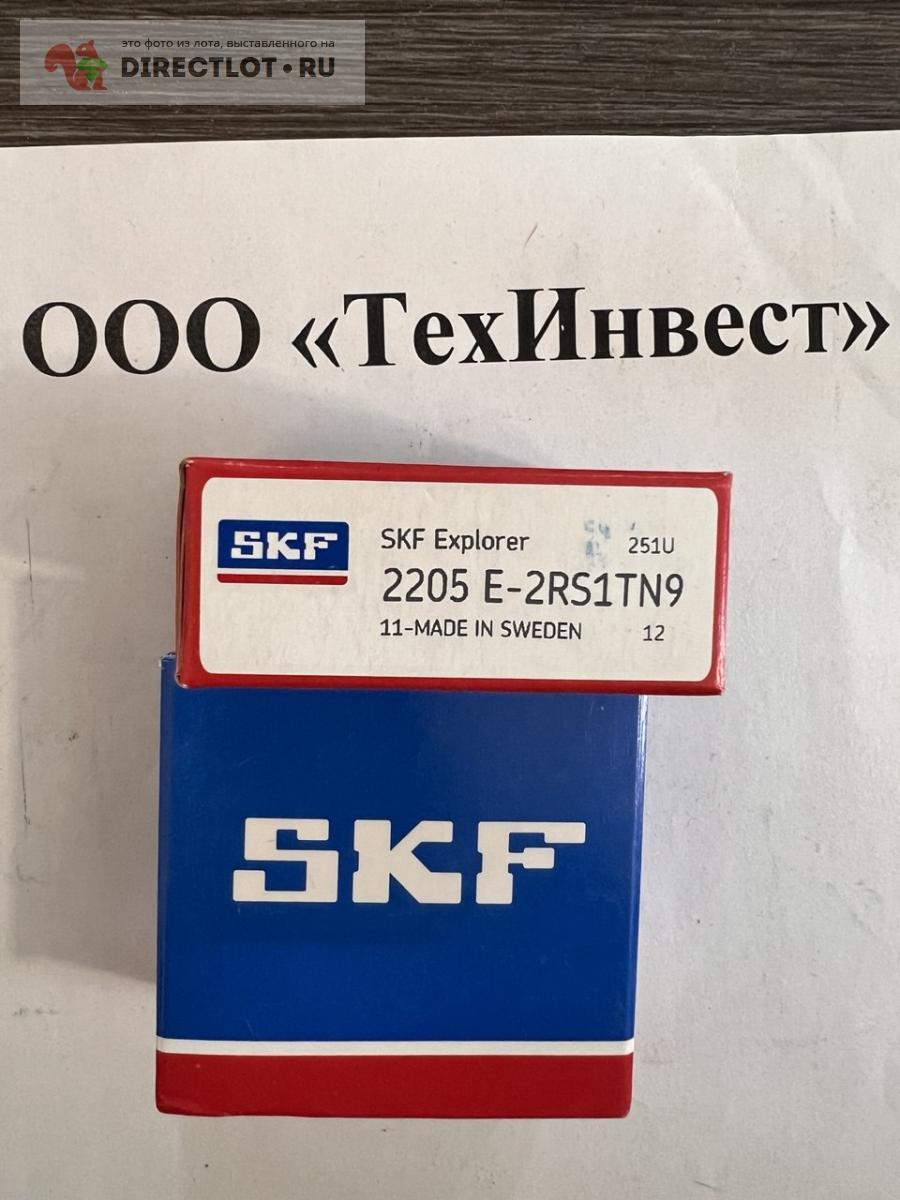 это фото из лота, выставленного на
DIRECTLOT•RU
ООО «ТехИнвест»
SKF
SKF Explorer
251U
2205 E-2RS1TN9
11-MADE IN SWEDEN
12
SKF